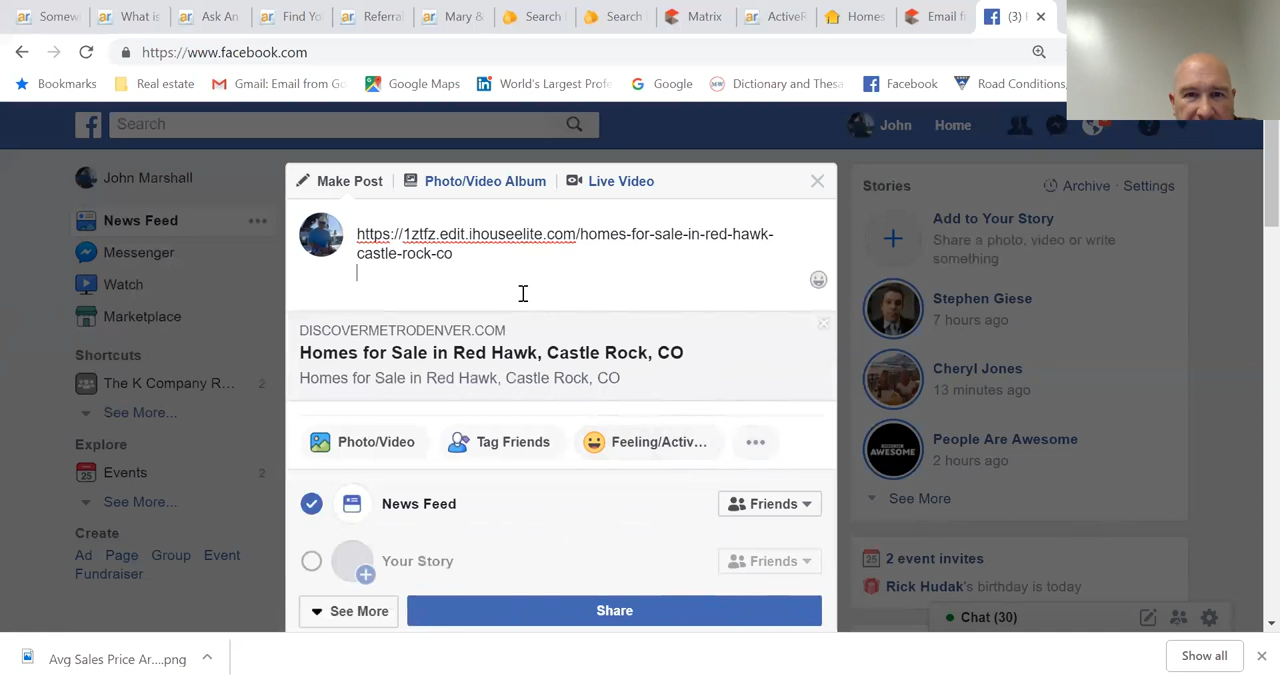 Somew
What is
Ask An
Find Yo
Referra
Mary &
Search
Search
Matrix
ActiveR
Homes
Email f
(3)
https://www.facebook.com
Bookmarks
Real estate
Gmail: Email from Go
Google Maps
World's Largest Profe
Google
Dictionary and Thesa
Facebook
Road Conditions,
Search
John
Home
John Marshall
News Feed
Messenger
Watch
Marketplace
Shortcuts
The K Company R... 2
See More...
Explore
Events 2
See More...
Create
Ad Page Group Event
Fundraiser
Make Post
Photo/Video Album
Live Video
https://1ztfz.edit.ihouseelite.com/homes-for-sale-in-red-hawk-
castle-rock-co
DISCOVERMETRODENVER.COM
Homes for Sale in Red Hawk, Castle Rock, CO
Homes for Sale in Red Hawk, Castle Rock, CO
Photo/Video
Tag Friends
Feeling/Activ...
News Feed
Friends
Your Story
Friends
See More
Share
Stories
Archive · Settings
Add to Your Story
Share a photo, video or write
something
Stephen Giese
7 hours ago
Cheryl Jones
13 minutes ago
AWESOME
People Are Awesome
2 hours ago
See More
2 event invites
Rick Hudak's birthday is today
Chat (30)
Avg Sales Price Ar....png
Show all